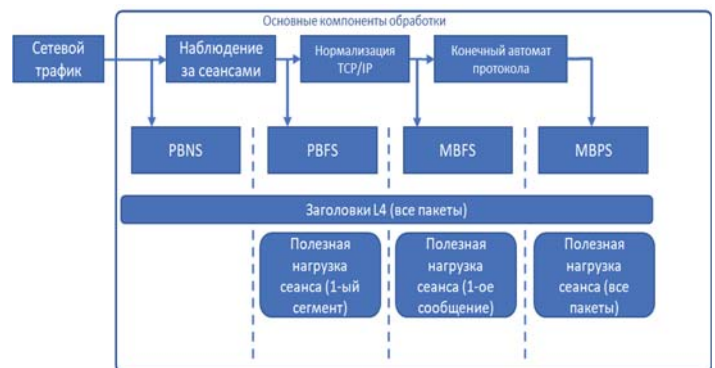 Основные компоненты обработки
Сетевой
трафик
Наблюдение
за сеансами
Нормализация
TCP/IP
Конечный автомат
протокола
PBNS
PBFS
MBFS
MBPS
Заголовки L4 (все пакеты)
Полезная
нагрузка
сеанса (1-ый
сегмент)
Полезная
нагрузка
сеанса (1-ое
сообщение)
Полезная
нагрузка
сеанса (все
пакеты)